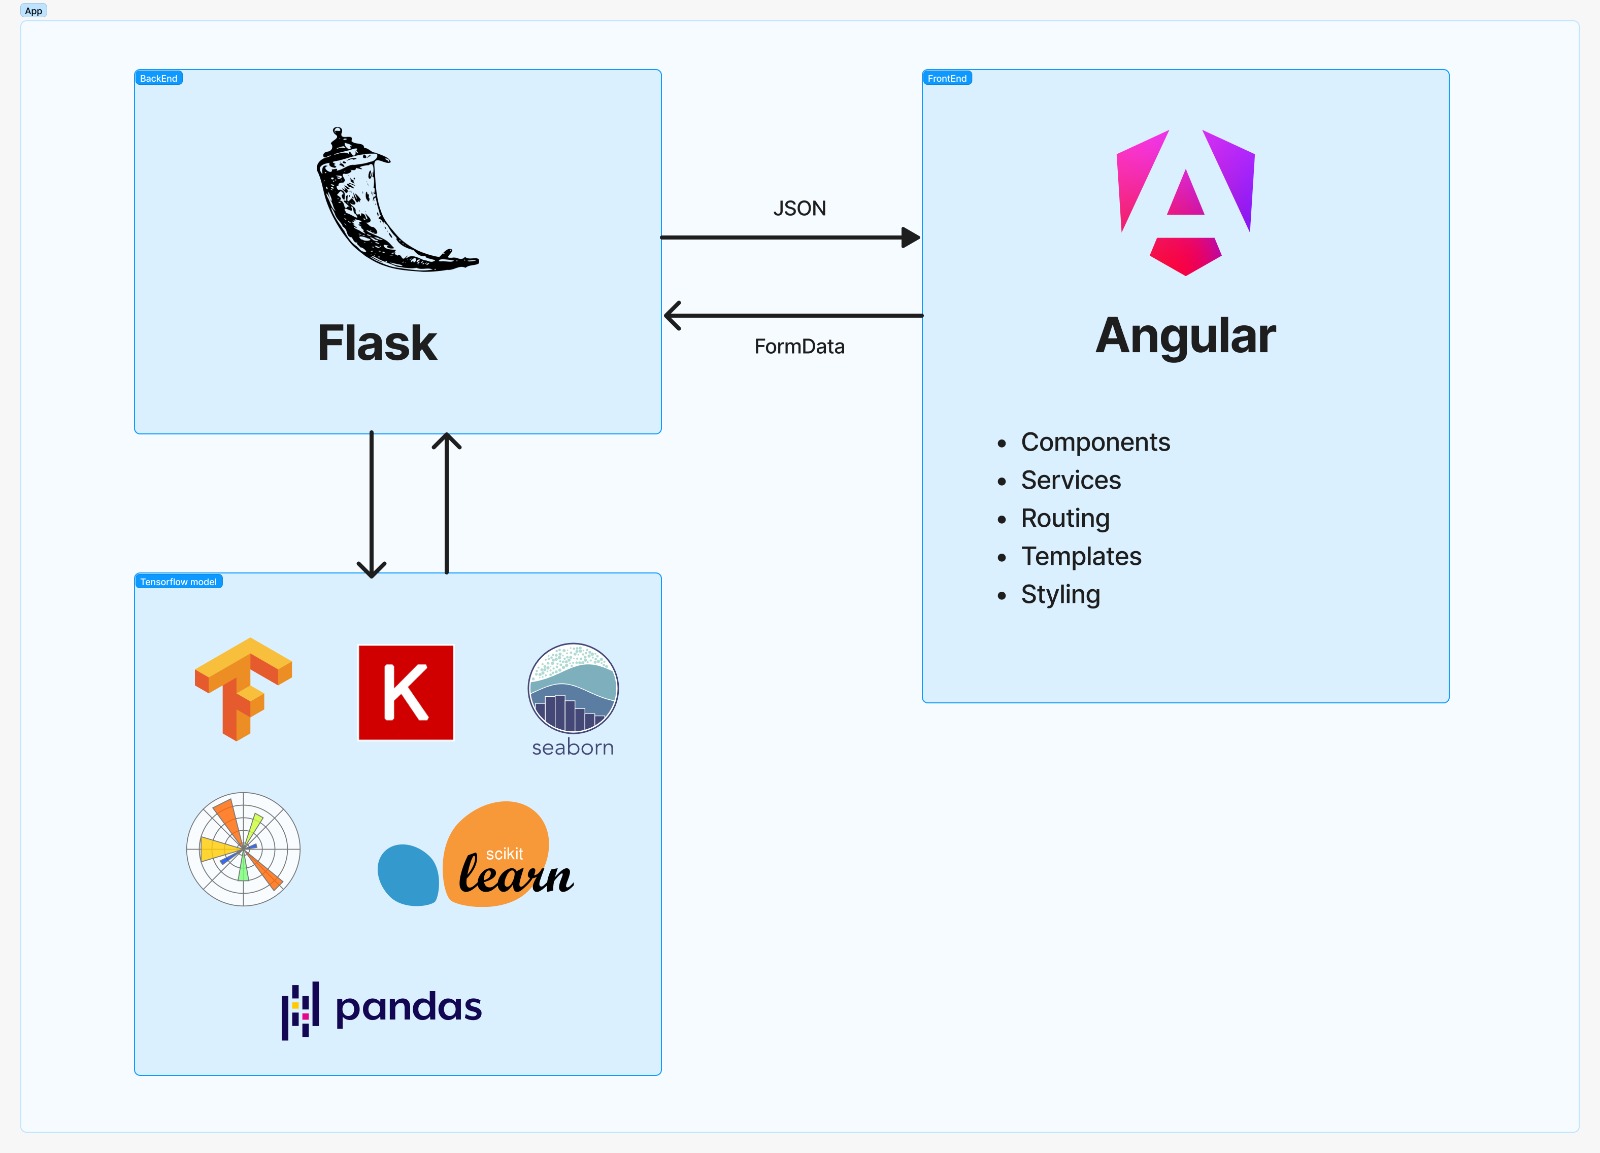 App
BackEnd
Flask
JSON
FormData
FrontEnd
Angular
Components
Services
Routing
Templates
Styling
Tensorflow model
K
seaborn
scikit
learn
pandas